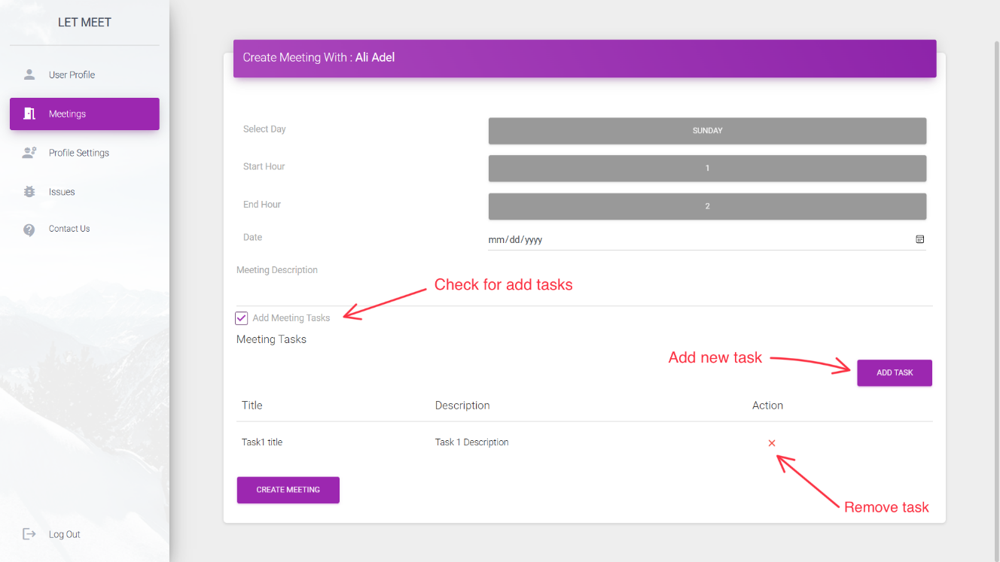 LET MEET
User Profile
Meetings
Profile Settings
Issues
Contact Us
Log Out
Create Meeting With : Ali Adel
Select Day
SUNDAY
Start Hour
1
End Hour
2
Date
mm/dd/yyyy
Meeting Description
Check for add tasks
Add Meeting Tasks
Meeting Tasks
Add new task
ADD TASK
Title Description Action
Task1 title Task 1 Description
CREATE MEETING
Remove task